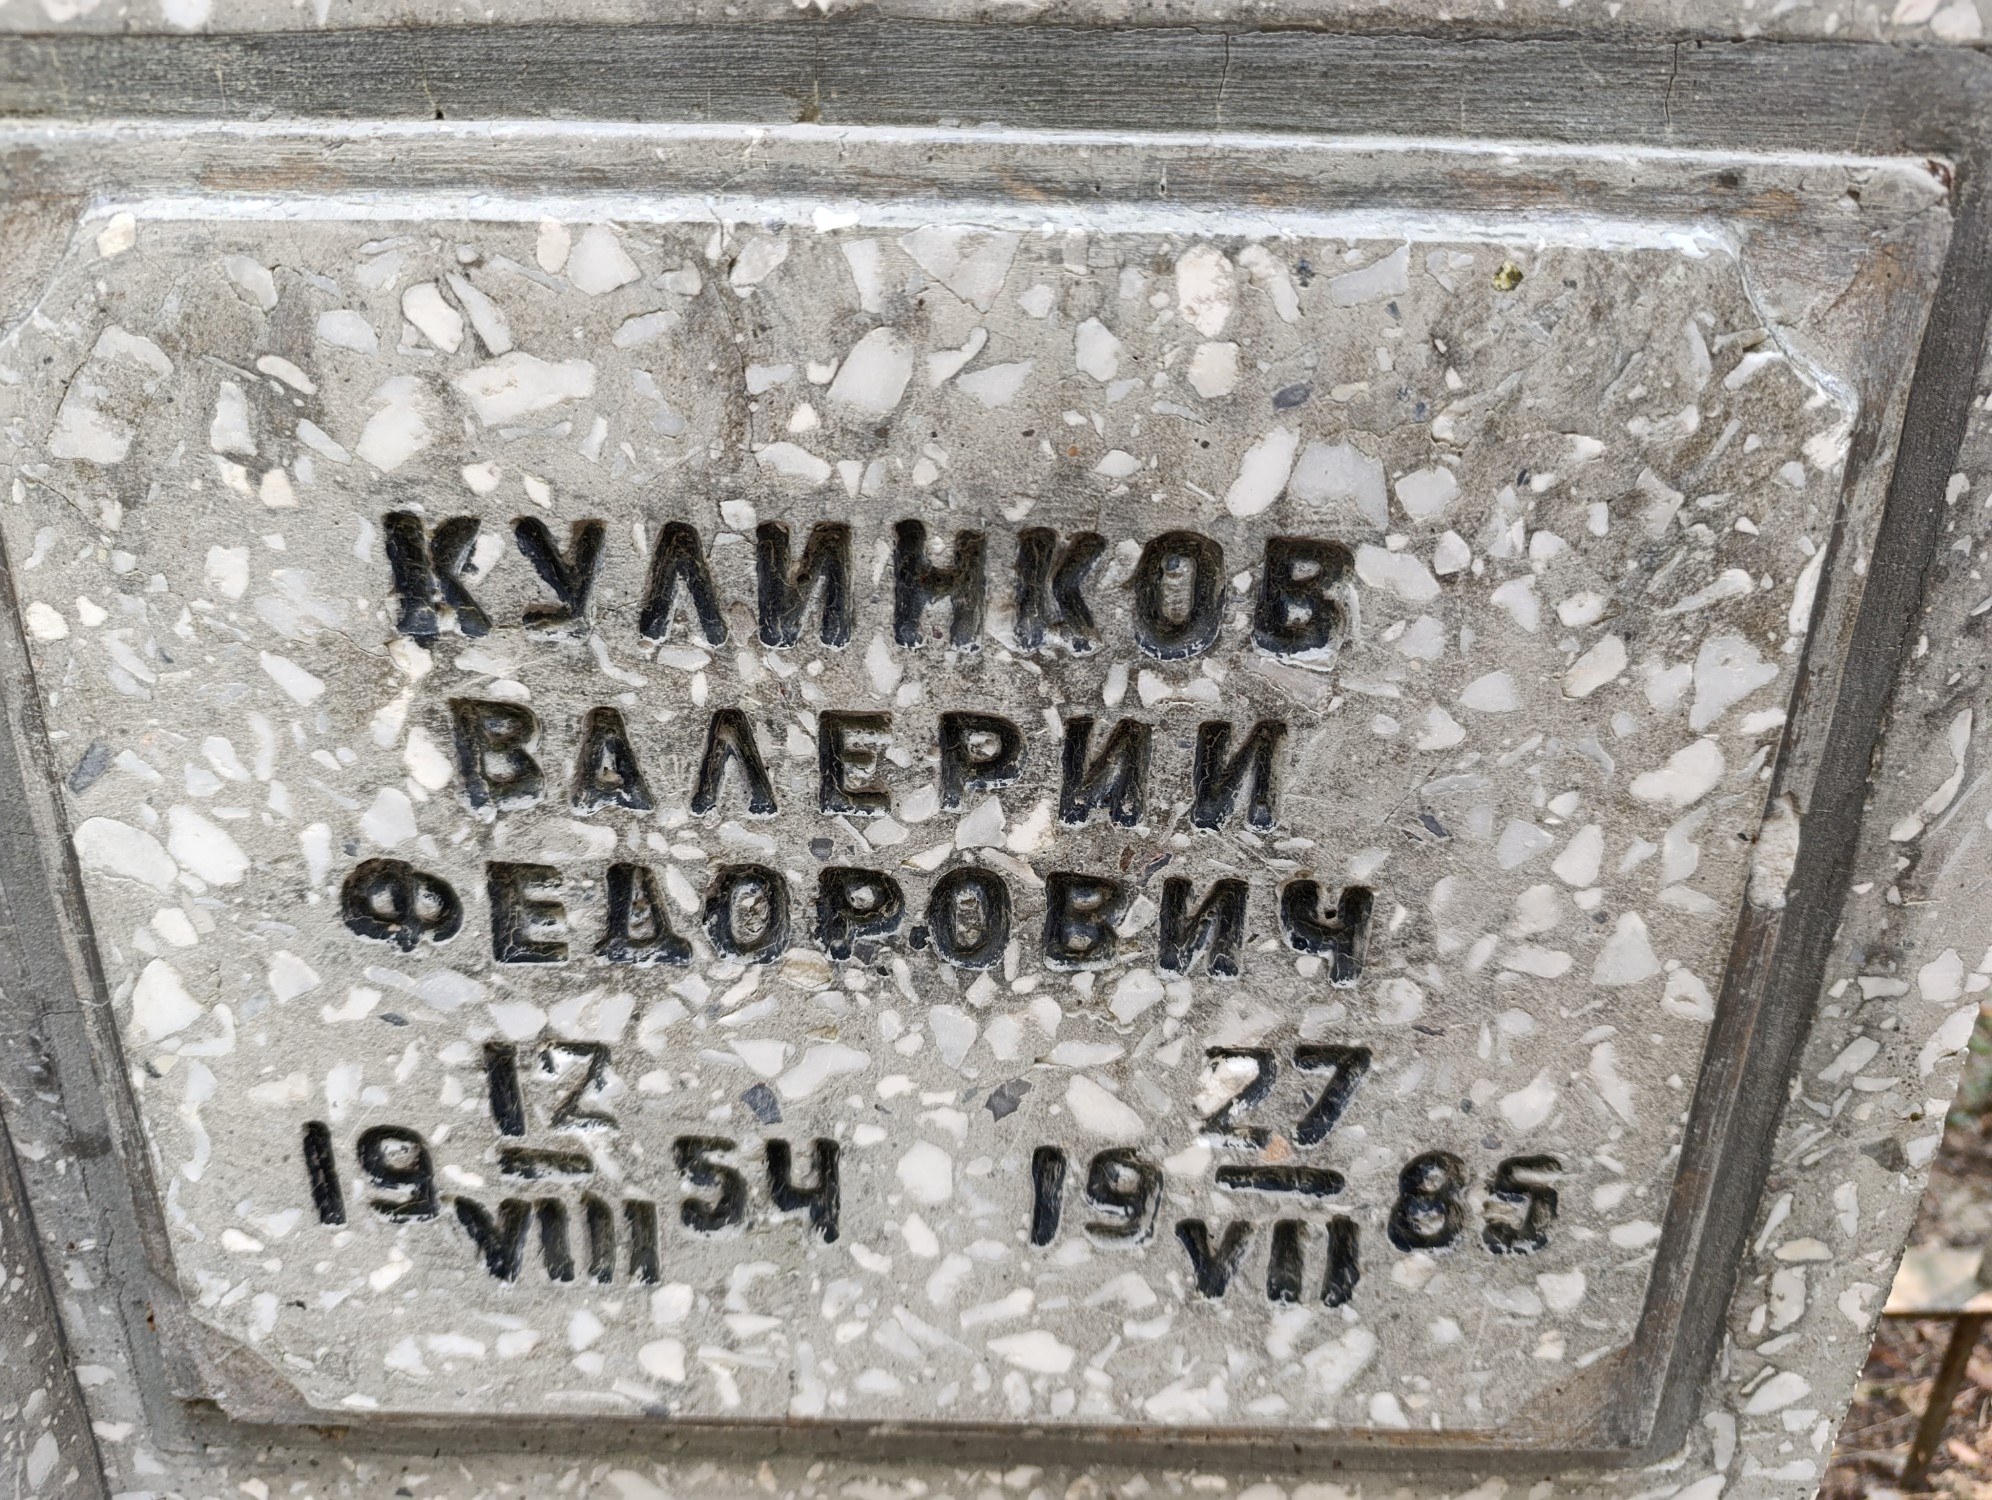 КУЛИНКОВ
ВАЛЕРИИ
ФЕДОРОВИЧ
19 12/VIII 54 19 27/VII 85